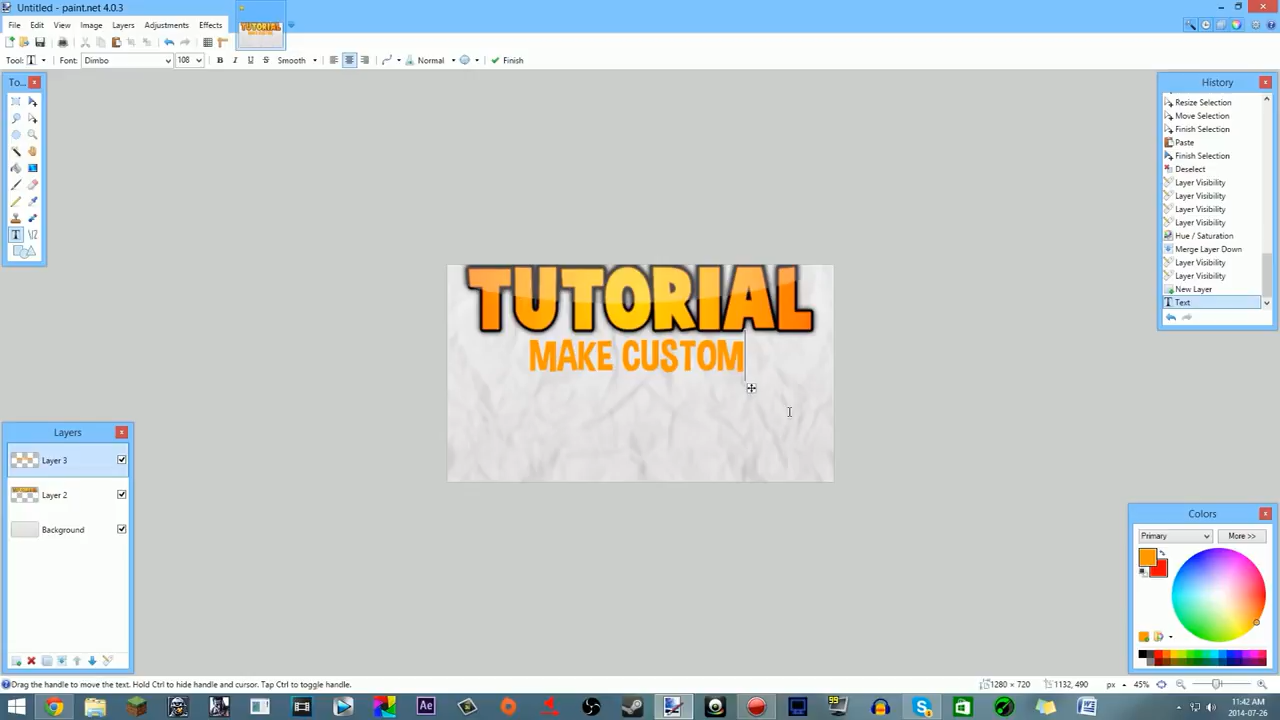 Untitled - paint.net 4.0.3
File Edit View Image Layers Adjustments Effects
Tool: T Font: Dimbo 108 B I U S Smooth Normal Finish
To...
History
Resize Selection
Move Selection
Finish Selection
Paste
Finish Selection
Deselect
Layer Visibility
Layer Visibility
Layer Visibility
Layer Visibility
Hue / Saturation
Merge Layer Down
Layer Visibility
Layer Visibility
New Layer
Text
TUTORIAL
MAKE CUSTOM
Layers
Layer 3
Layer 2
Background
Colors
Primary More >>
Drag the handle to move the text. Hold Ctrl to hide handle and cursor. Tap Ctrl to toggle handle.
1280 × 720 1132, 490 px 45%
11:42 AM
2014-07-26